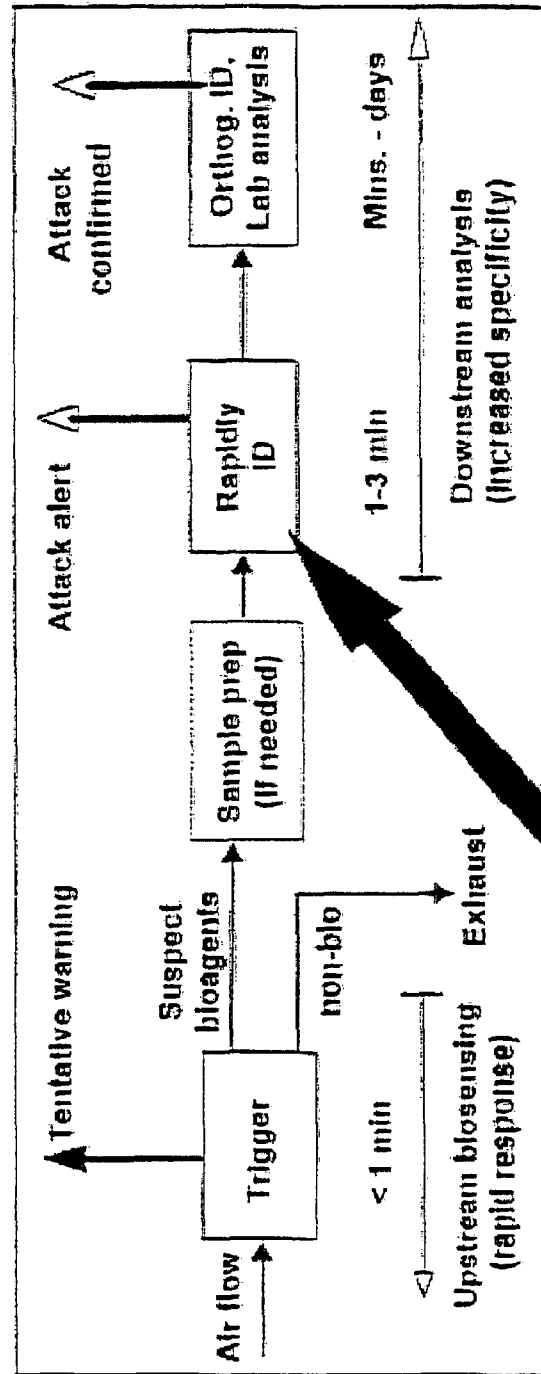 Tentative warning
Attack alert
Attack
confirmed
Air flow
Trigger
Suspect
bioagents
non-bio
Exhaust
Sample prep
(If needed)
Rapidly
ID
Orthog. ID,
Lab analysis
< 1 min
1-3 min
Mins. - days
Upstream biosensing
(rapid response)
Downstream analysis
(Increased specificity)